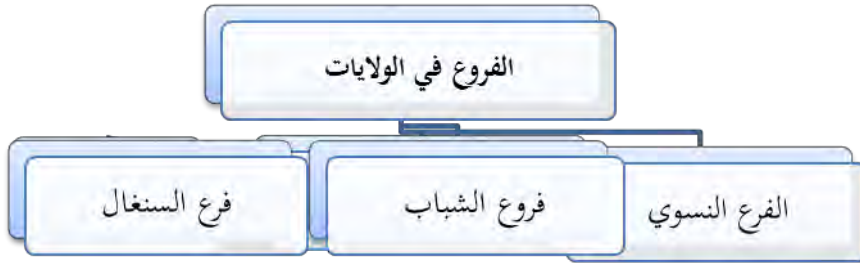 الفروع في الولايات
الفرع النسوي
فروع الشباب
فرع السنغال